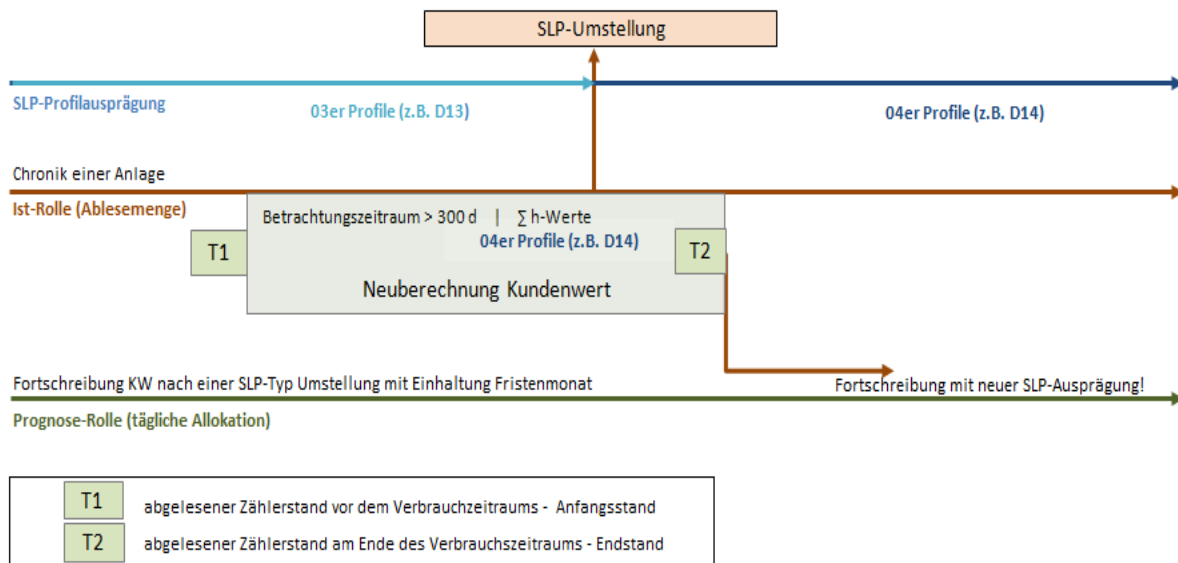 SLP-Umstellung
SLP-Profilausprägung
03er Profile (z.B. D13)
04er Profile (z.B. D14)
Chronik einer Anlage
Ist-Rolle (Ablesemenge)
Betrachtungszeitraum > 300 d | ∑ h-Werte
04er Profile (z.B. D14)
T1
T2
Neuberechnung Kundenwert
Fortschreibung KW nach einer SLP-Typ Umstellung mit Einhaltung Fristenmonat
Fortschreibung mit neuer SLP-Ausprägung!
Prognose-Rolle (tägliche Allokation)
T1 abgelesener Zählerstand vor dem Verbrauchzeitraums - Anfangsstand
T2 abgelesener Zählerstand am Ende des Verbrauchszeitraums - Endstand